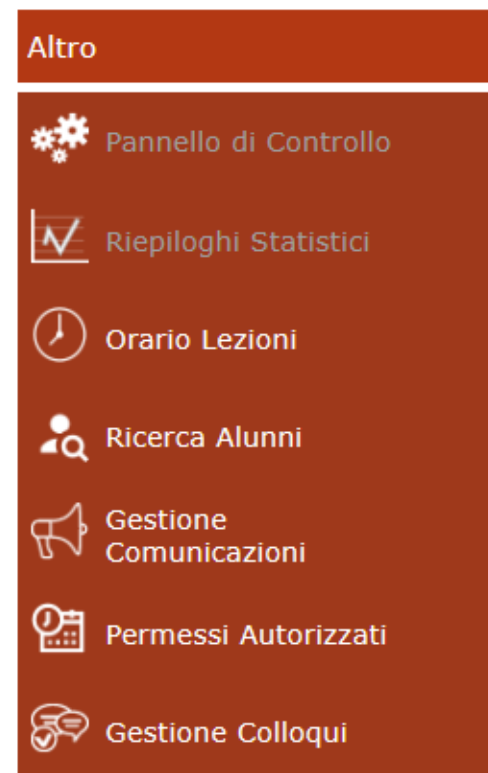 Altro
Pannello di Controllo
Riepiloghi Statistici
Orario Lezioni
Ricerca Alunni
Gestione
Comunicazioni
Permessi Autorizzati
Gestione Colloqui